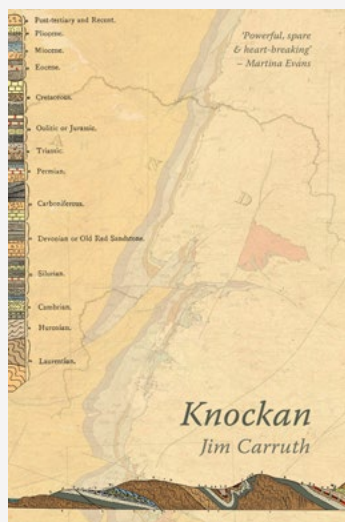 Post-tertiary and Recent.
Pliocene.
Miocene.
Eocene.
Cretaceous.
Oolitic or Jurassic.
Triassic.
Permian.
Carboniferous.
Devonian or Old Red Sandstone.
Silurian.
Cambrian.
Huronian.
Laurentian.
'Powerful, spare
& heart-breaking'
– Martina Evans
Knockan
Jim Carruth